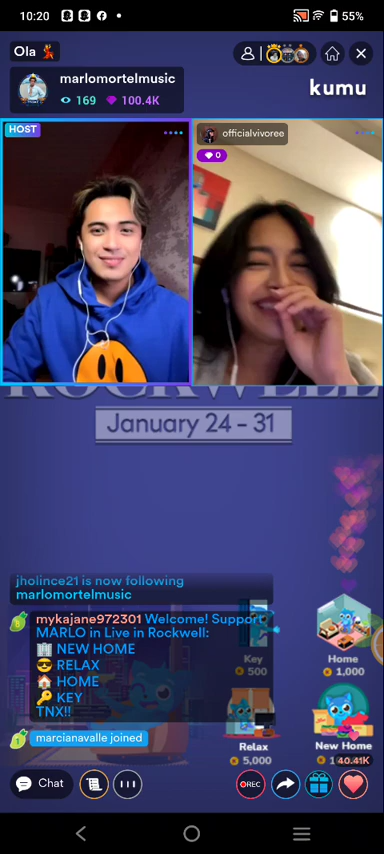 10:20
55%
Ola
marlomortelmusic
169
100.4K
kumu
HOST
officialvivoree
0
ROCKWELL
January 24 - 31
jholince21 is now following
marlomortelmusic
mykajane972301 Welcome! Support
MARLO in Live in Rockwell:
NEW HOME
RELAX
HOME
KEY
TNX!!
marcianavalle joined
Key
500
Home
1,000
Relax
5,000
New Home
40.41K
Chat
REC